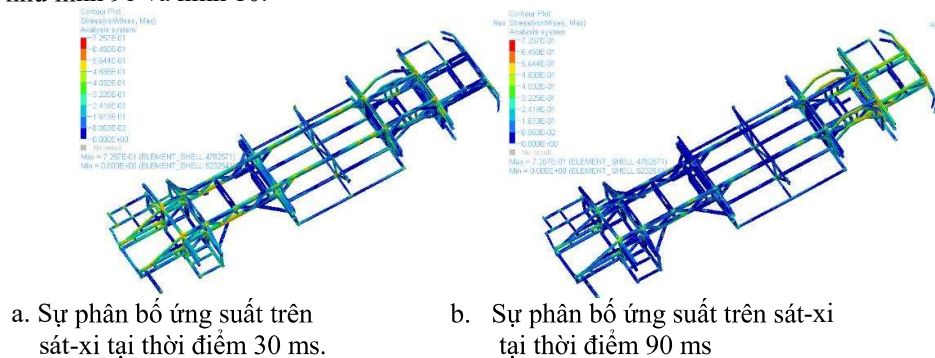 Contour Plot
Stress(vonMises, Max)
Analysis system
7.257E-01
6.450E-01
5.644E-01
4.838E-01
4.032E-01
3.225E-01
2.419E-01
1.613E-01
8.063E-02
0.000E+00
No result
Max = 7.257E-01 (ELEMENT_SHELL 4782571)
Min = 0.000E+00 (ELEMENT_SHELL
Contour Plot
Res Stress(vonMises, Max)
Analysis system
7.257E-01
6.450E-01
5.644E-01
4.838E-01
4.032E-01
3.225E-01
2.419E-01
1.613E-01
8.063E-02
0.000E+00
No result
Max = 7.257E-01 (ELEMENT_SHELL 4782571)
Min = 0.000E+00 (ELEMENT_SHELL
a. Sự phân bố ứng suất trên
sát-xi tại thời điểm 30 ms.
b. Sự phân bố ứng suất trên sát-xi
tại thời điểm 90 ms